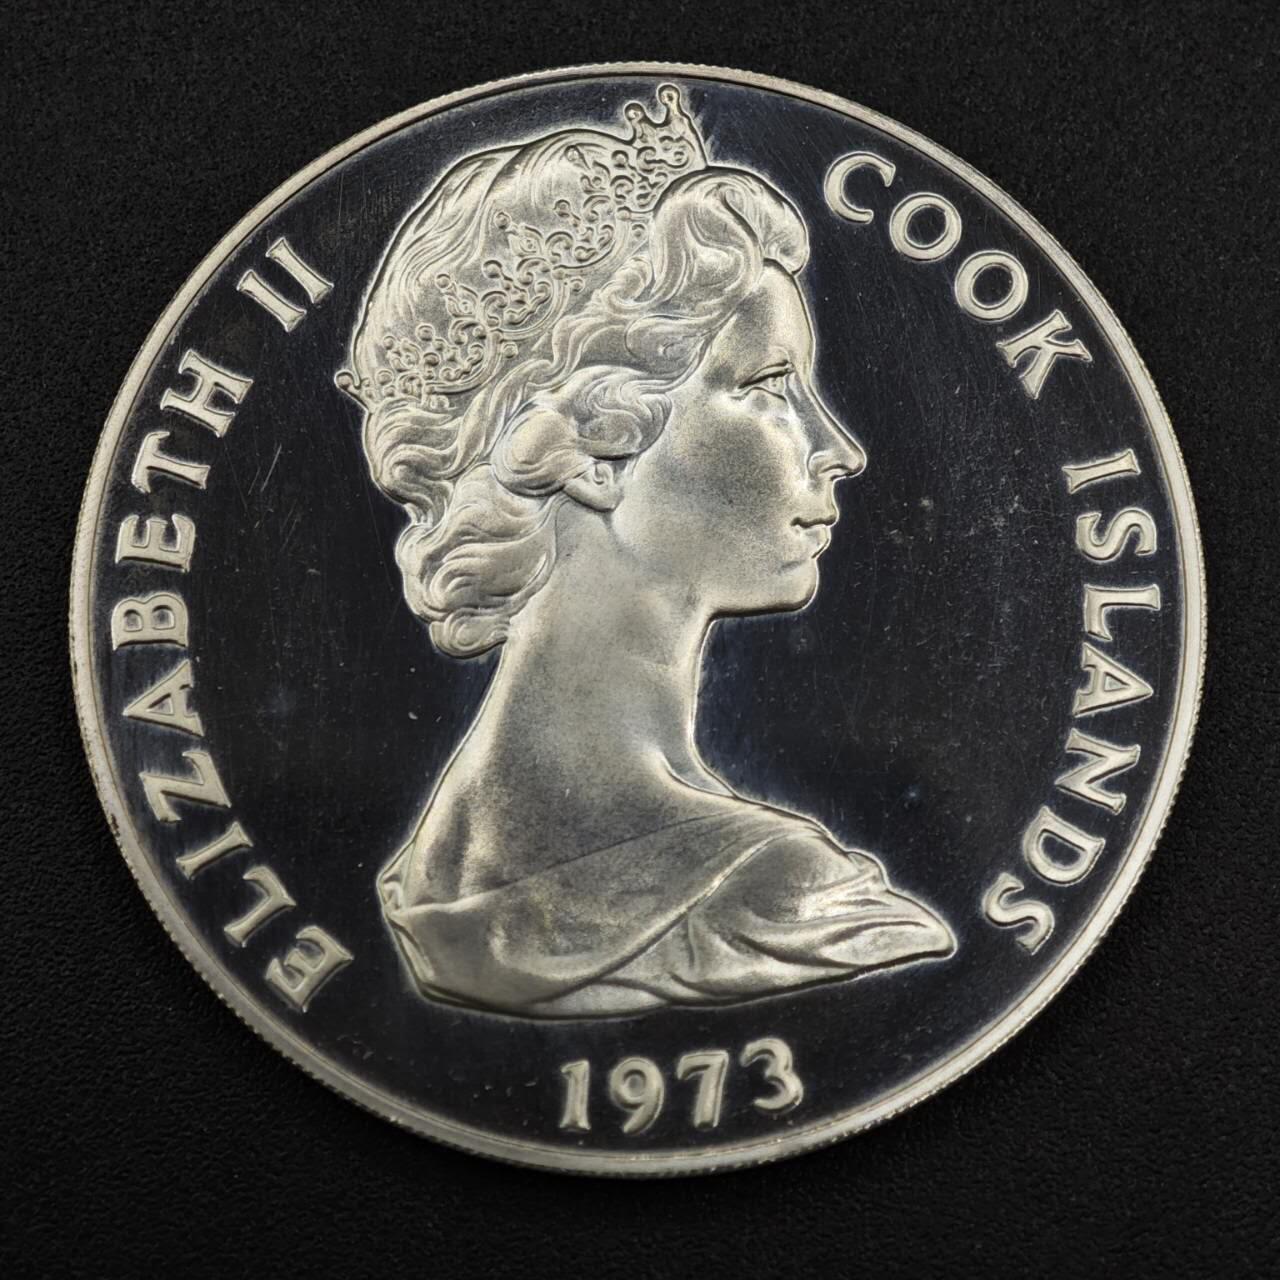 ELIZABETH II
COOK ISLANDS
1973